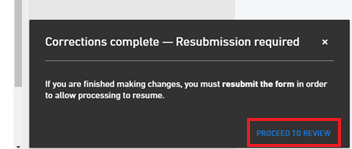 Corrections complete — Resubmission required ×
If you are finished making changes, you must resubmit the form in order
to allow processing to resume.
PROCEED TO REVIEW